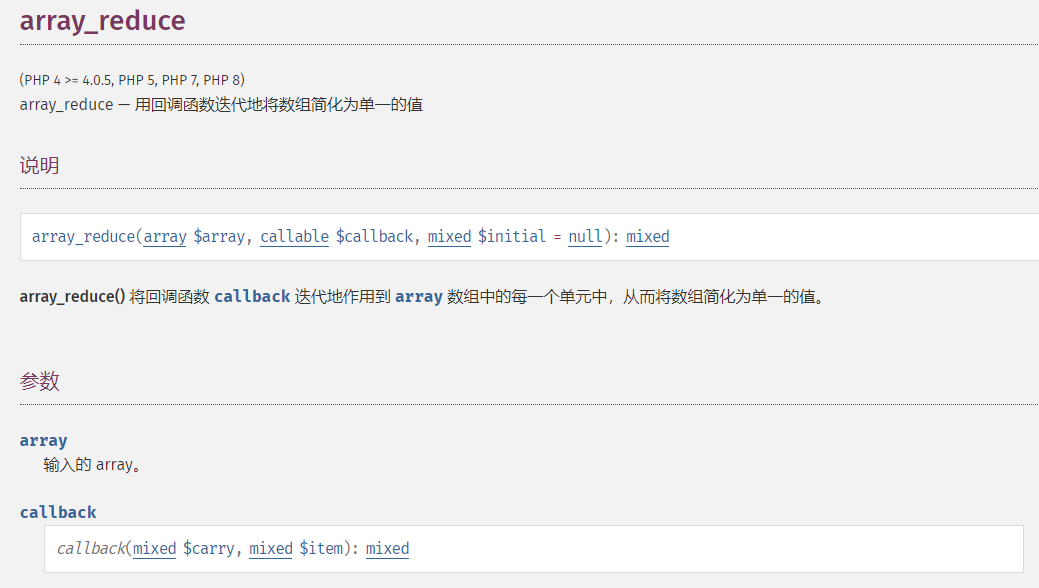 array_reduce
(PHP 4 >= 4.0.5, PHP 5, PHP 7, PHP 8)
array_reduce — 用回调函数迭代地将数组简化为单一的值
说明
array_reduce(array $array, callable $callback, mixed $initial = null): mixed
array_reduce() 将回调函数 callback 迭代地作用到 array 数组中的每一个单元中，从而将数组简化为单一的值。
参数
array
输入的 array。
callback
callback(mixed $carry, mixed $item): mixed